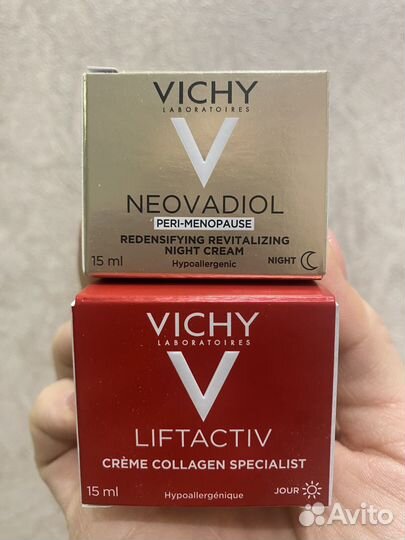 VICHY
LABORATOIRES
V
NEOVADIOL
PERI-MENOPAUSE
REDENSIFYING REVITALIZING
NIGHT CREAM
Hypoallergenic
15 ml
NIGHT
VICHY
LABORATOIRES
V
LIFTACTIV
CRÈME COLLAGEN SPECIALIST
15 ml
Hypoallergénique
JOUR
Avito